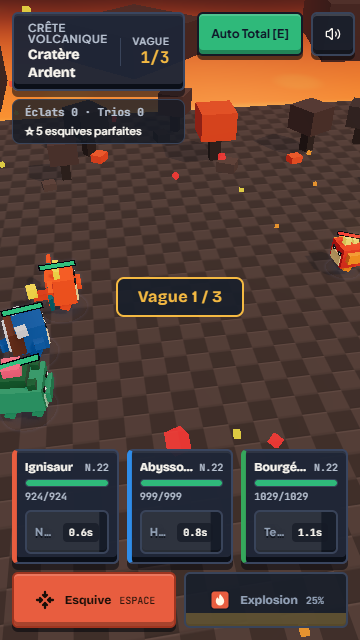 CRÊTE
VOLCANIQUE
Cratère
Ardent
VAGUE
1/3
Auto Total [E]
Éclats 0 · Trios 0
★ 5 esquives parfaites
Vague 1 / 3
Ignisaur N.22
924/924
N... 0.6s
Abysso... N.22
999/999
H... 0.8s
Bourgé... N.22
1029/1029
Te... 1.1s
Esquive ESPACE
Explosion 25%